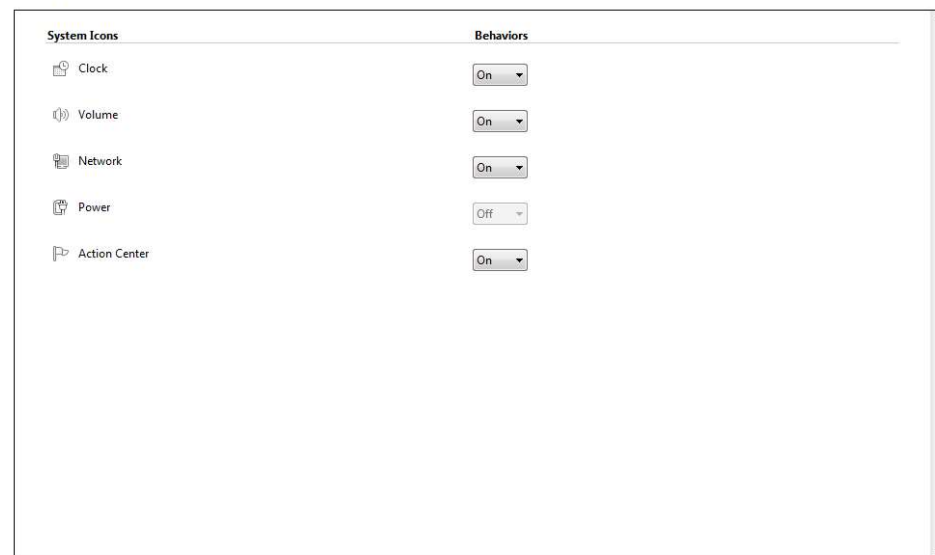 System Icons Behaviors
Clock On
Volume On
Network On
Power Off
Action Center On